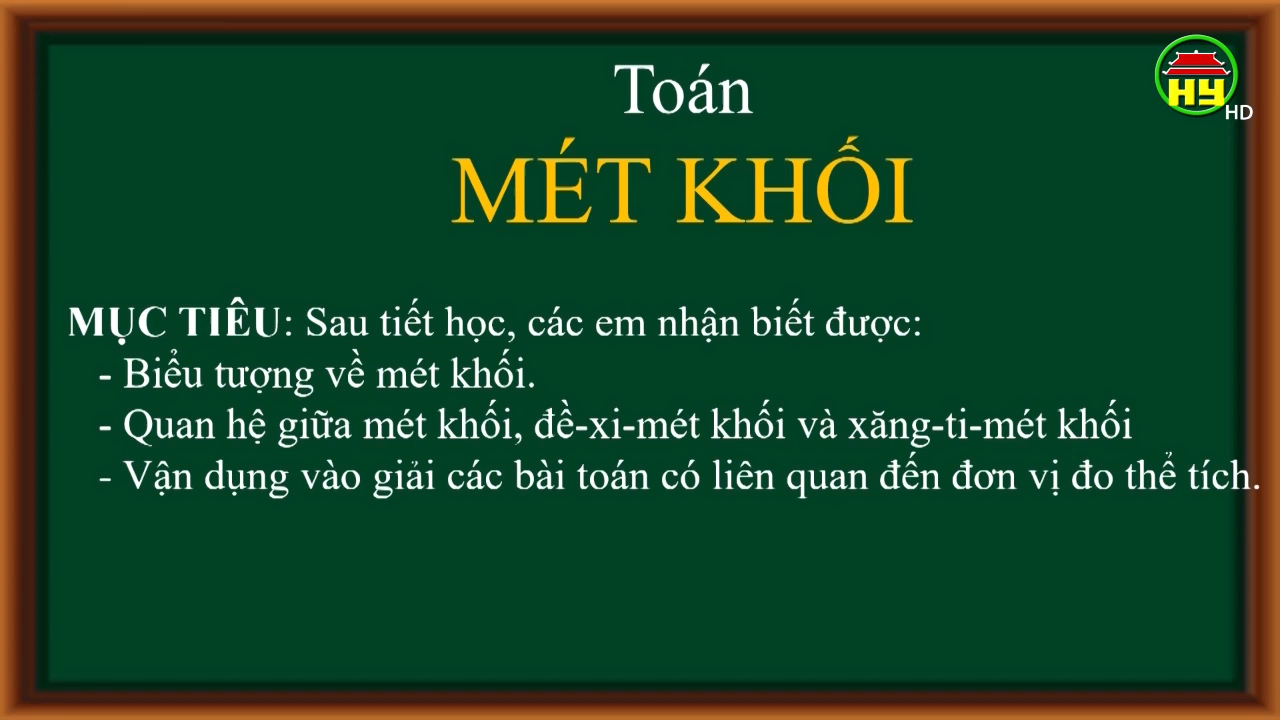 Toán
HY HD
MÉT KHỐI
MỤC TIÊU: Sau tiết học, các em nhận biết được:
- Biểu tượng về mét khối.
- Quan hệ giữa mét khối, đề-xi-mét khối và xăng-ti-mét khối
- Vận dụng vào giải các bài toán có liên quan đến đơn vị đo thể tích.